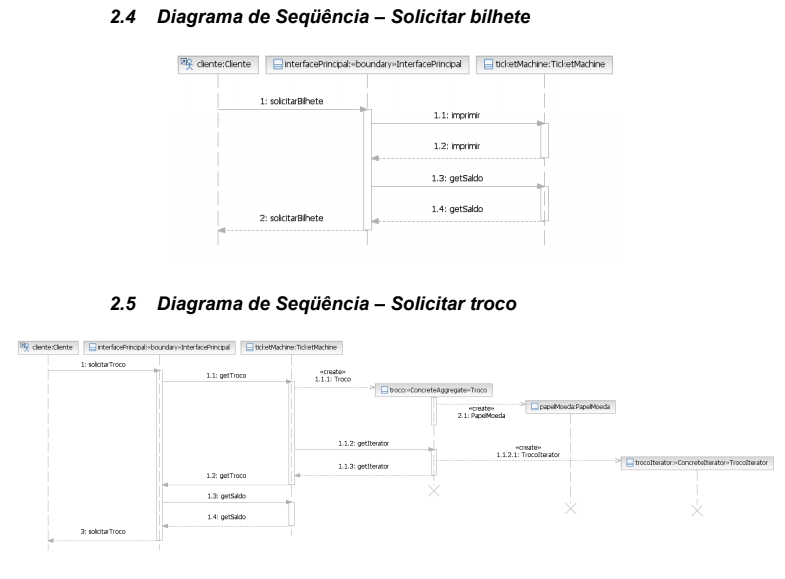 2.4 Diagrama de Seqüência – Solicitar bilhete
cliente:Cliente
interfacePrincipal:«boundary»InterfacePrincipal
ticketMachine:TicketMachine
1: solicitarBilhete
1.1: imprimir
1.2: imprimir
1.3: getSaldo
1.4: getSaldo
2: solicitarBilhete
2.5 Diagrama de Seqüência – Solicitar troco
cliente:Cliente
interfacePrincipal:«boundary»InterfacePrincipal
ticketMachine:TicketMachine
1: solicitarTroco
1.1: getTroco
«create»
1.1.1: Troco
troco:«ConcreteAggregate»Troco
«create»
2.1: PapelMoeda
papelMoeda:PapelMoeda
1.1.2: getIterator
«create»
1.1.2.1: TrocoIterator
trocoIterator:«ConcreteIterator»TrocoIterator
1.1.3: getIterator
1.2: getTroco
1.3: getSaldo
1.4: getSaldo
3: solicitarTroco